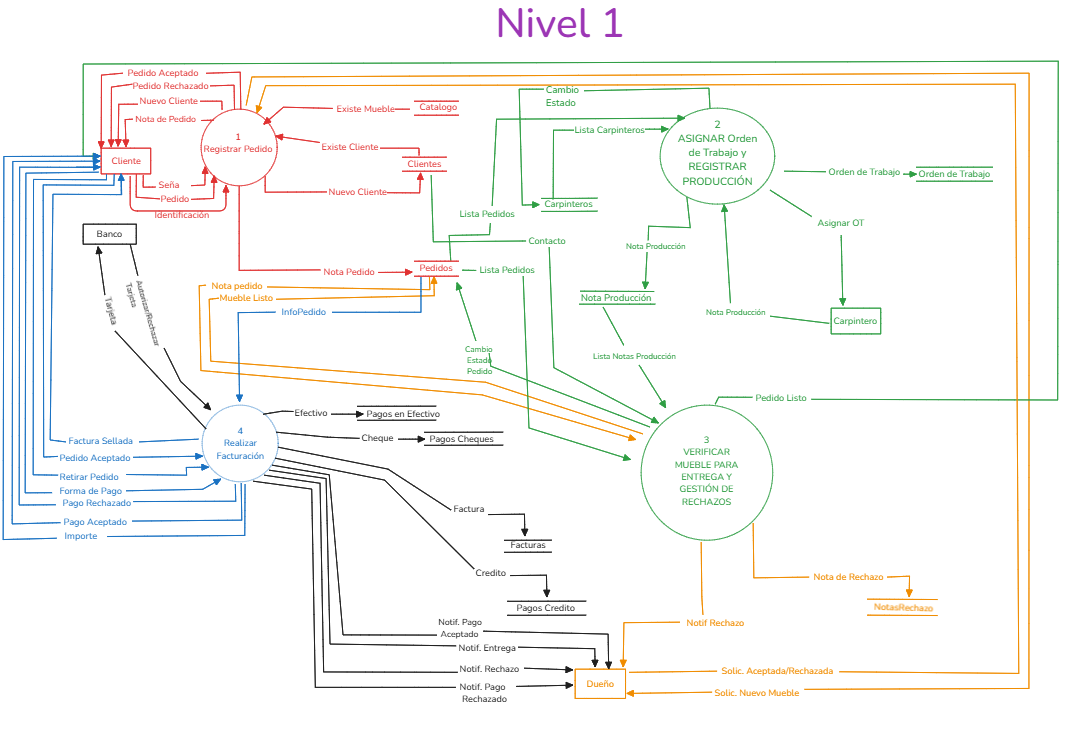 Nivel 1
Pedido Aceptado
Pedido Rechazado
Nuevo Cliente
Nota de Pedido
Cliente
Seña
Pedido
Identificación
1
Registrar Pedido
Existe Mueble
Catalogo
Existe Cliente
Clientes
Nuevo Cliente
Cambio
Estado
Lista Carpinteros
Carpinteros
Lista Pedidos
Contacto
2
ASIGNAR Orden
de Trabajo y
REGISTRAR
PRODUCCIÓN
Orden de Trabajo
Orden de Trabajo
Asignar OT
Nota Producción
Nota Producción
Nota Producción
Carpintero
Lista Notas Producción
Banco
Tarjeta
Autorizar/Rechazar
Tarjeta
Nota Pedido
Pedidos
Lista Pedidos
Nota pedido
Mueble Listo
InfoPedido
Cambio
Estado
Pedido
Pedido Listo
3
VERIFICAR
MUEBLE PARA
ENTREGA Y
GESTIÓN DE
RECHAZOS
4
Realizar
Facturación
Efectivo
Pagos en Efectivo
Cheque
Pagos Cheques
Factura Sellada
Pedido Aceptado
Retirar Pedido
Forma de Pago
Pago Rechazado
Pago Aceptado
Importe
Factura
Facturas
Credito
Pagos Credito
Nota de Rechazo
NotasRechazo
Notif Rechazo
Notif. Pago
Aceptado
Notif. Entrega
Notif. Rechazo
Notif. Pago
Rechazado
Dueño
Solic. Aceptada/Rechazada
Solic. Nuevo Mueble